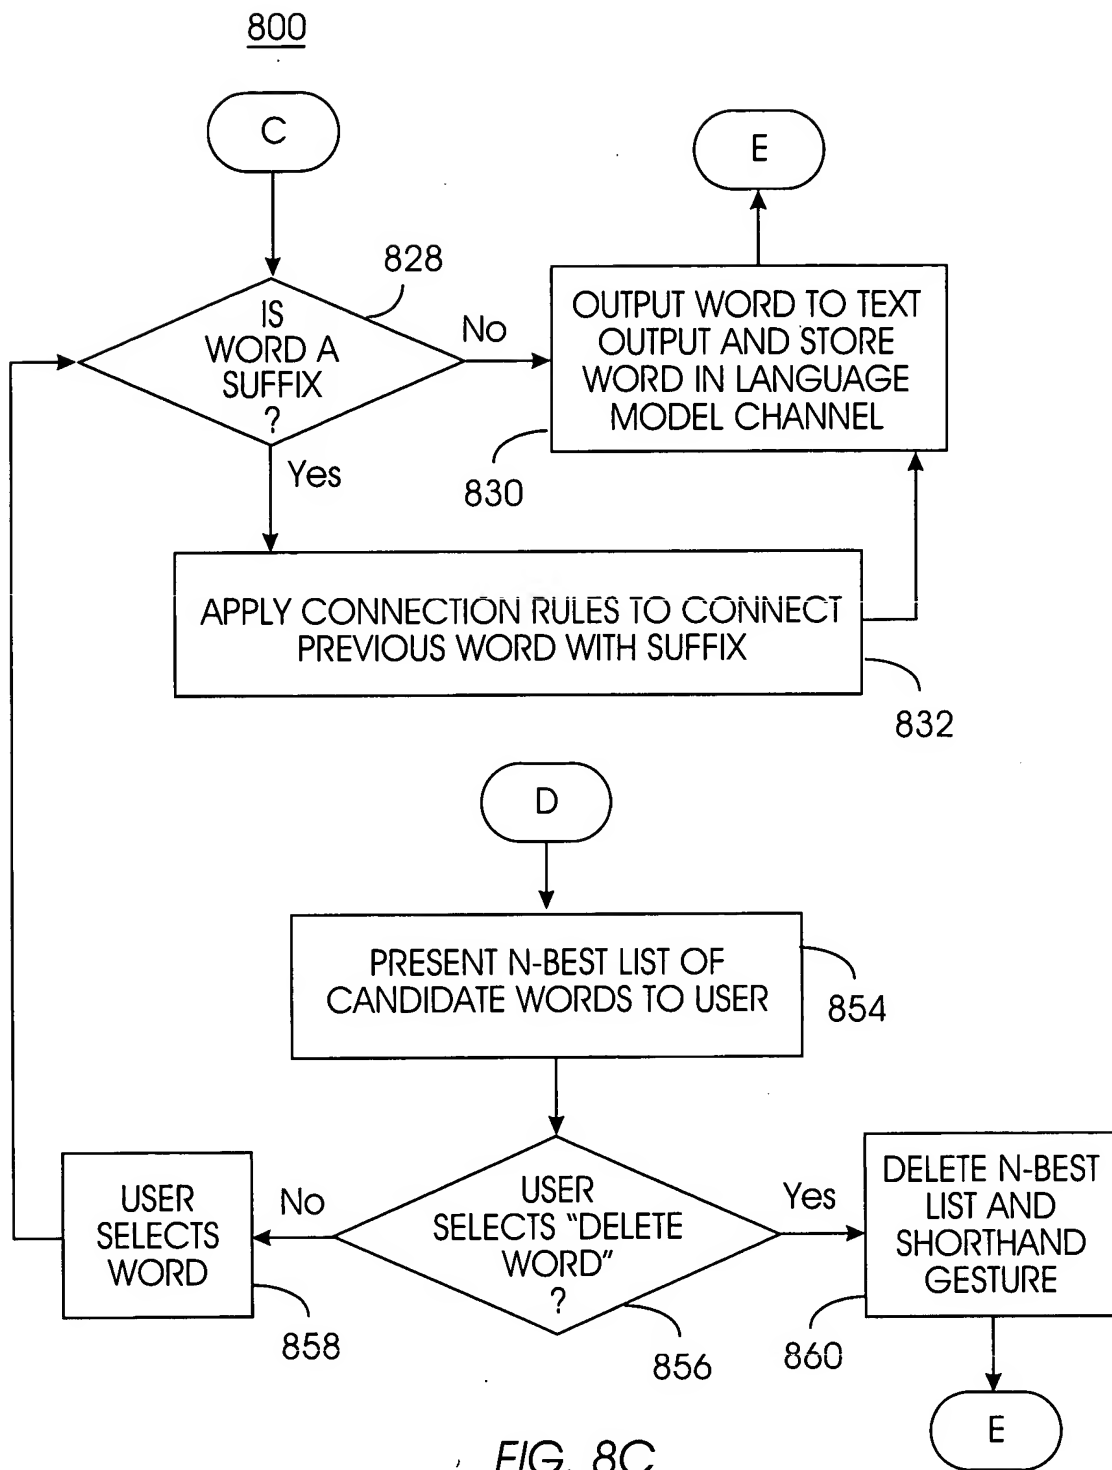 800
C
E
828
IS
WORD A
SUFFIX
?
No
OUTPUT WORD TO TEXT
OUTPUT AND STORE
WORD IN LANGUAGE
MODEL CHANNEL
830
Yes
APPLY CONNECTION RULES TO CONNECT
PREVIOUS WORD WITH SUFFIX
832
D
PRESENT N-BEST LIST OF
CANDIDATE WORDS TO USER
854
USER
SELECTS “DELETE
WORD”
?
856
No
USER
SELECTS
WORD
858
Yes
DELETE N-BEST
LIST AND
SHORTHAND
GESTURE
860
E
FIG. 8C